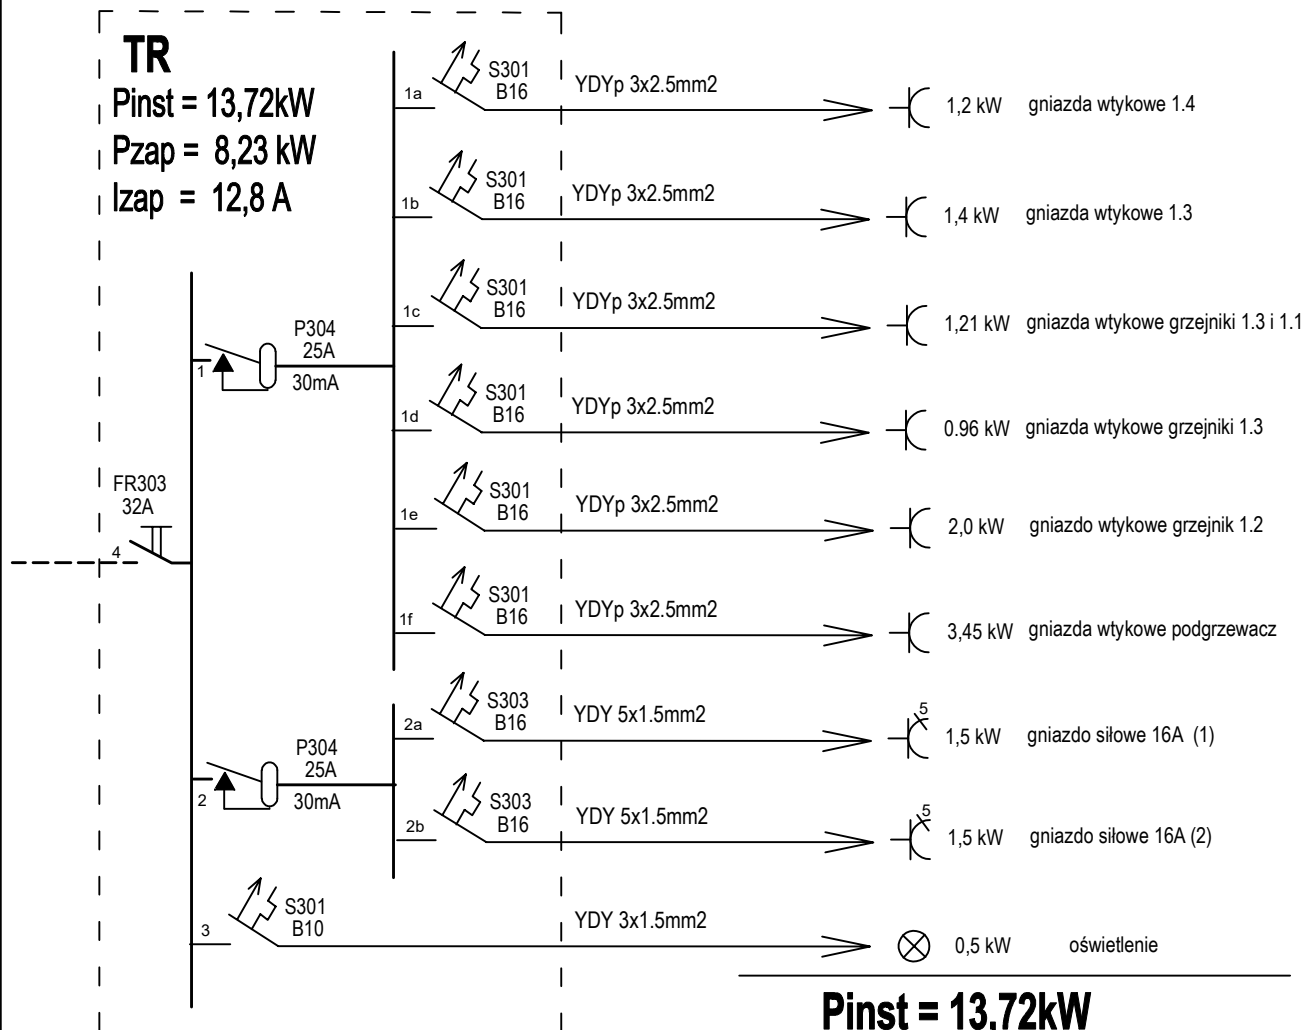 TR
Pinst = 13,72kW
Pzap = 8,23 kW
Izap = 12,8 A
1a
S301
B16
YDYp 3x2.5mm2
1,2 kW gniazda wtykowe 1.4
1b
S301
B16
YDYp 3x2.5mm2
1,4 kW gniazda wtykowe 1.3
1c
S301
B16
YDYp 3x2.5mm2
1,21 kW gniazda wtykowe grzejniki 1.3 i 1.1
P304
25A
30mA
1
1d
S301
B16
YDYp 3x2.5mm2
0.96 kW gniazda wtykowe grzejniki 1.3
FR303
32A
4
1e
S301
B16
YDYp 3x2.5mm2
2,0 kW gniazdo wtykowe grzejnik 1.2
1f
S301
B16
YDYp 3x2.5mm2
3,45 kW gniazda wtykowe podgrzewacz
2a
S303
B16
YDY 5x1.5mm2
5
1,5 kW gniazdo siłowe 16A (1)
P304
25A
30mA
2
2b
S303
B16
YDY 5x1.5mm2
5
1,5 kW gniazdo siłowe 16A (2)
3
S301
B10
YDY 3x1.5mm2
0,5 kW oświetlenie
Pinst = 13,72kW